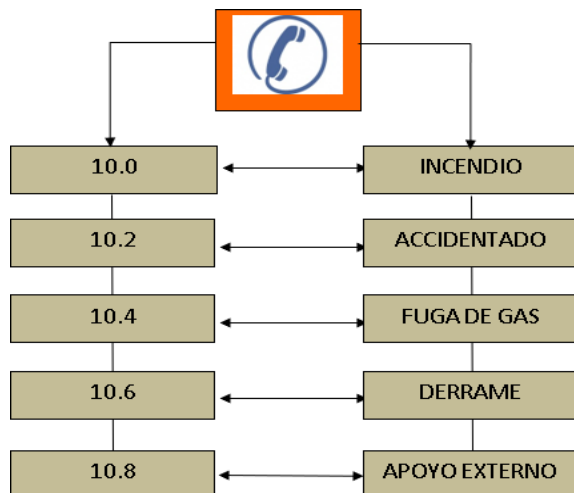 10.0
INCENDIO
10.2
ACCIDENTADO
10.4
FUGA DE GAS
10.6
DERRAME
10.8
APOYO EXTERNO